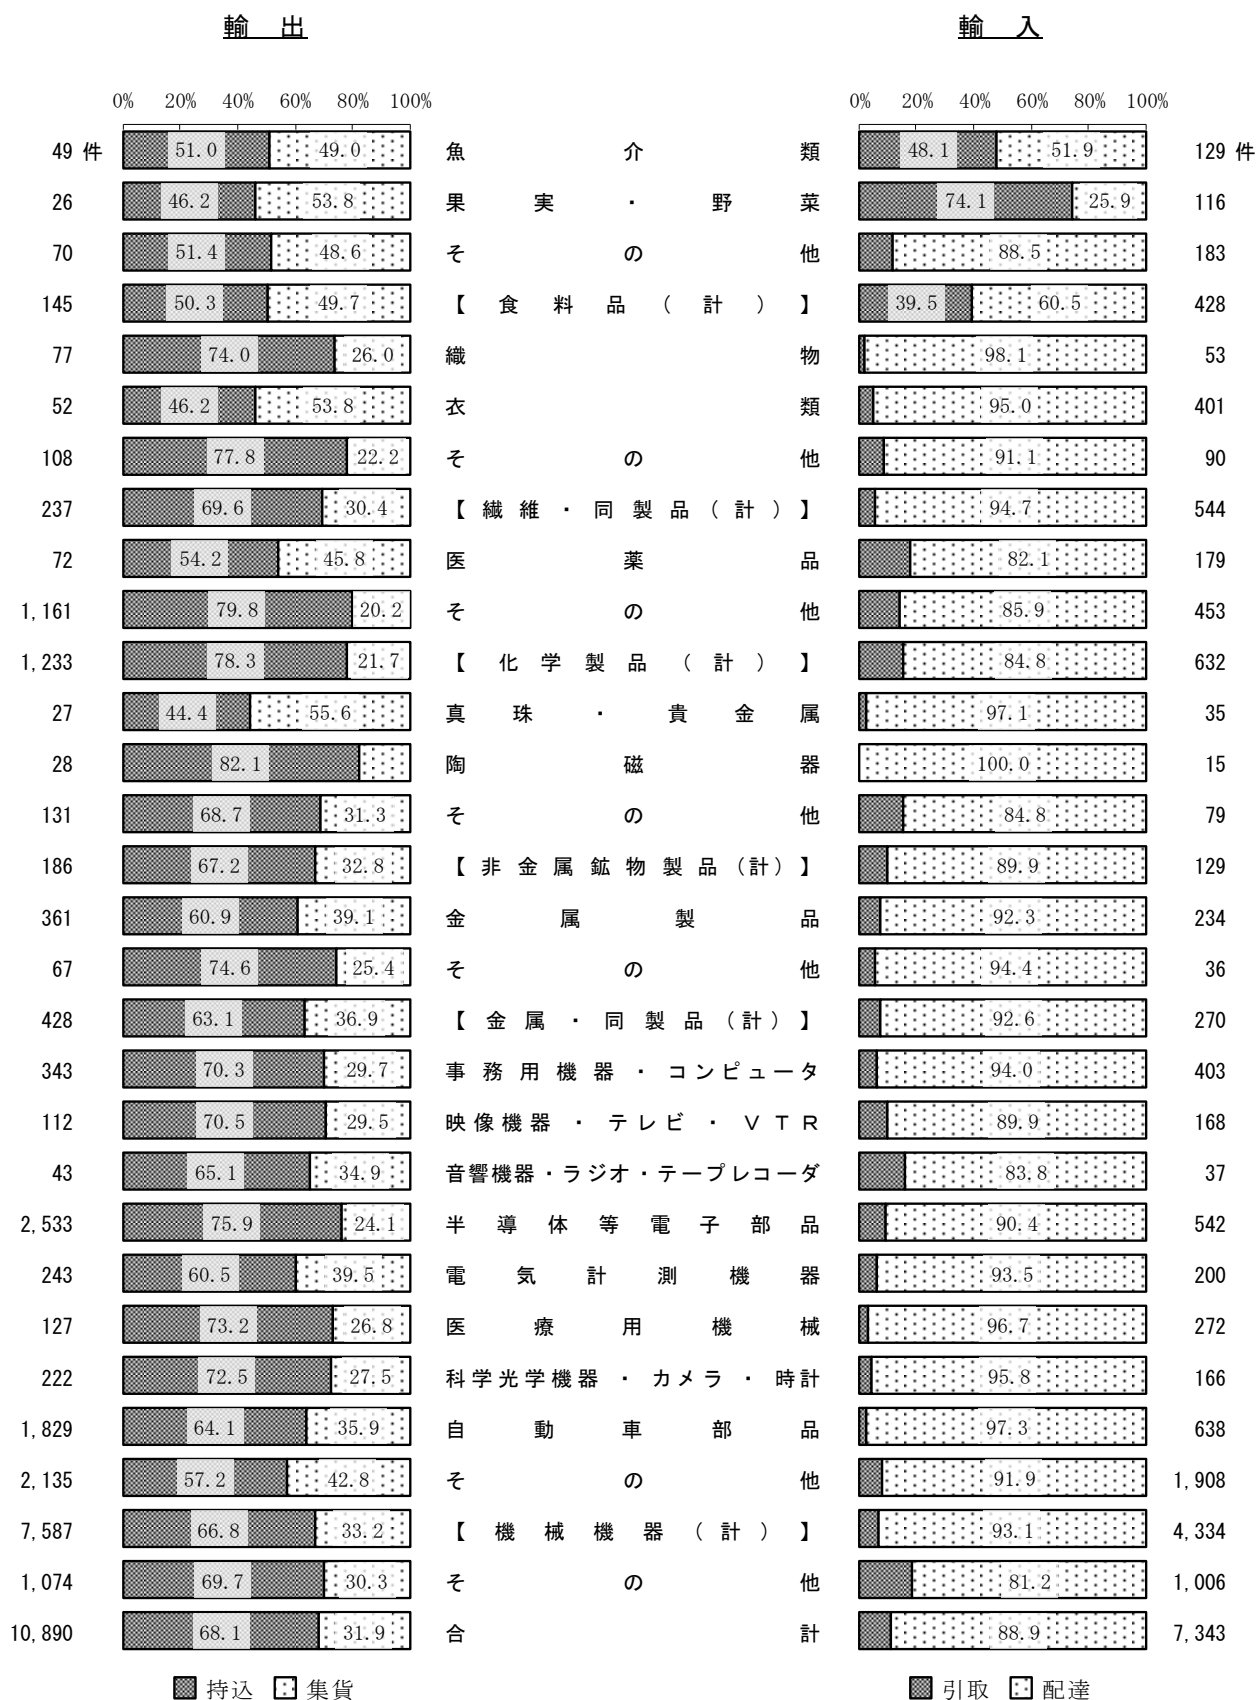 輸　出　輸　入
0% 20% 40% 60% 80% 100%　0% 20% 40% 60% 80% 100%
49 件 51.0 49.0 魚介類 48.1 51.9 129 件
26 46.2 53.8 果実・野菜 74.1 25.9 116
70 51.4 48.6 その他 88.5 183
145 50.3 49.7 【食料品（計）】 39.5 60.5 428
77 74.0 26.0 織物 98.1 53
52 46.2 53.8 衣類 95.0 401
108 77.8 22.2 その他 91.1 90
237 69.6 30.4 【繊維・同製品（計）】 94.7 544
72 54.2 45.8 医薬品 82.1 179
1,161 79.8 20.2 その他 85.9 453
1,233 78.3 21.7 【化学製品（計）】 84.8 632
27 44.4 55.6 真珠・貴金属 97.1 35
28 82.1 陶磁器 100.0 15
131 68.7 31.3 その他 84.8 79
186 67.2 32.8 【非金属鉱物製品（計）】 89.9 129
361 60.9 39.1 金属製品 92.3 234
67 74.6 25.4 その他 94.4 36
428 63.1 36.9 【金属・同製品（計）】 92.6 270
343 70.3 29.7 事務用機器・コンピュータ 94.0 403
112 70.5 29.5 映像機器・テレビ・ＶＴＲ 89.9 168
43 65.1 34.9 音響機器・ラジオ・テープレコーダ 83.8 37
2,533 75.9 24.1 半導体等電子部品 90.4 542
243 60.5 39.5 電気計測機器 93.5 200
127 73.2 26.8 医療用機械 96.7 272
222 72.5 27.5 科学光学機器・カメラ・時計 95.8 166
1,829 64.1 35.9 自動車部品 97.3 638
2,135 57.2 42.8 その他 91.9 1,908
7,587 66.8 33.2 【機械機器（計）】 93.1 4,334
1,074 69.7 30.3 その他 81.2 1,006
10,890 68.1 31.9 合計 88.9 7,343
持込 集貨　引取 配達